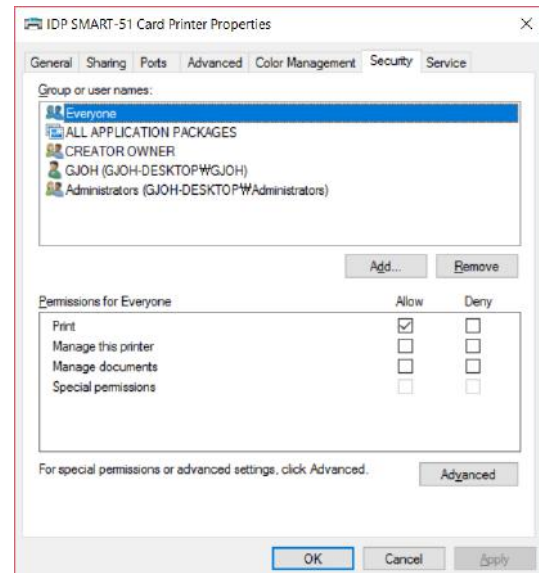 IDP SMART-51 Card Printer Properties
General Sharing Ports Advanced Color Management Security Service
Group or user names:
Everyone
ALL APPLICATION PACKAGES
CREATOR OWNER
GJOH (GJOH-DESKTOP₩GJOH)
Administrators (GJOH-DESKTOP₩Administrators)
Add... Remove
Permissions for Everyone Allow Deny
Print
Manage this printer
Manage documents
Special permissions
For special permissions or advanced settings, click Advanced.
Advanced
OK Cancel Apply